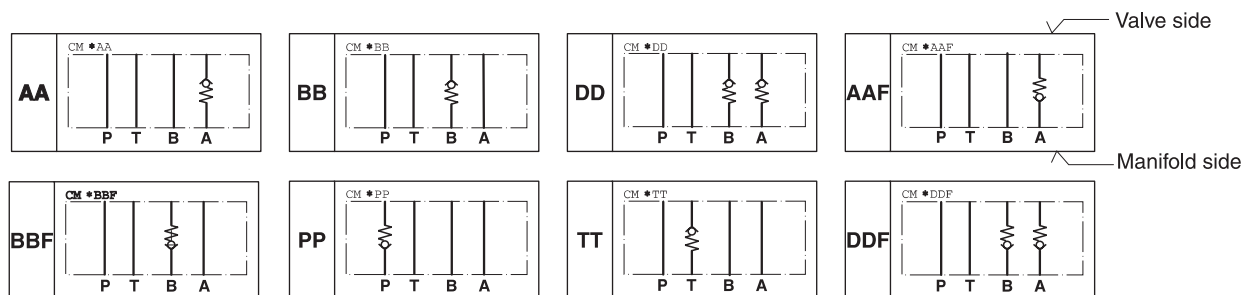 Valve side
CM *AA
AA
P T B A
CM *BB
BB
P T B A
CM *DD
DD
P T B A
CM *AAF
AAF
P T B A
Manifold side
CM *BBF
BBF
P T B A
CM *PP
PP
P T B A
CM *TT
TT
P T B A
CM *DDF
DDF
P T B A